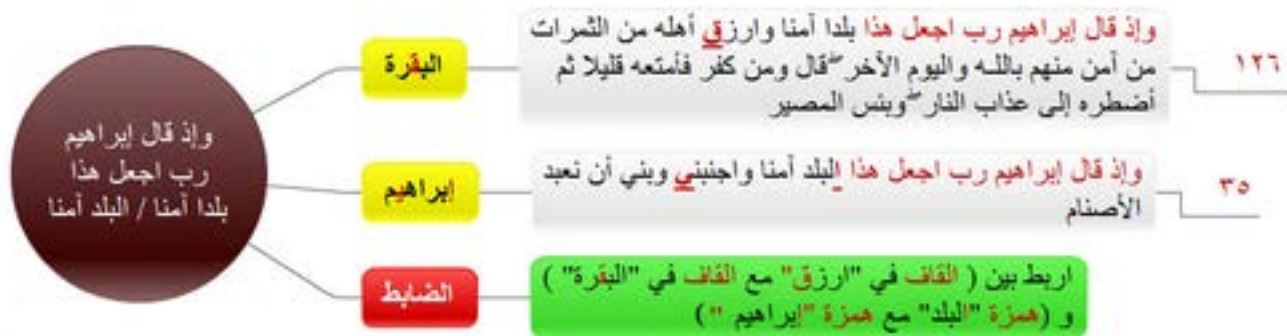 وإذ قال إبراهيم
رب اجعل هذا
بلدا آمنا / البلد آمنا
البقرة
وإذ قال إبراهيم رب اجعل هذا بلدا آمنا وارزق أهله من الثمرات
من آمن منهم بالله واليوم الآخر ۖ قال ومن كفر فأمتعه قليلا ثم
أضطره إلى عذاب النار ۖ وبئس المصير
١٢٦
إبراهيم
وإذ قال إبراهيم رب اجعل هذا البلد آمنا واجنبني وبني أن نعبد
الأصنام
٣٥
الضابط
اربط بين ( القاف في "ارزق" مع القاف في "البقرة" )
و (همزة "البلد" مع همزة "إبراهيم ")